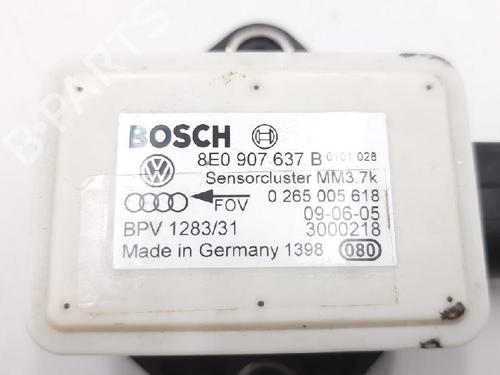 BOSCH
8E0 907 637 B 0101 028
Sensorcluster MM3.7k
0 265 005 618
FOV
09-06-05
BPV 1283/31 3000218
Made in Germany 1398 080
B-PARTS